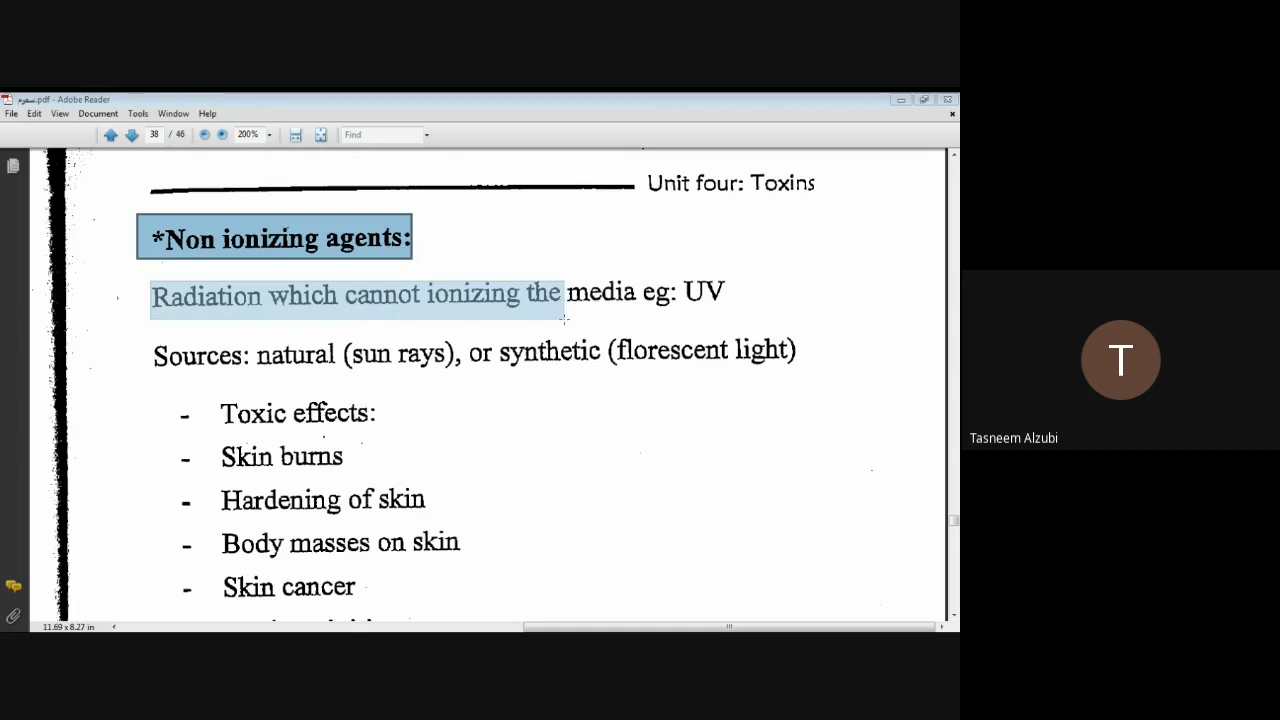 سموم.pdf - Adobe Reader
File Edit View Document Tools Window Help
38 / 46 200% Find
Unit four: Toxins
*Non ionizing agents:
Radiation which cannot ionizing the media eg: UV
Sources: natural (sun rays), or synthetic (florescent light)
- Toxic effects:
- Skin burns
- Hardening of skin
- Body masses on skin
- Skin cancer
11.69 x 8.27 in
T
Tasneem Alzubi